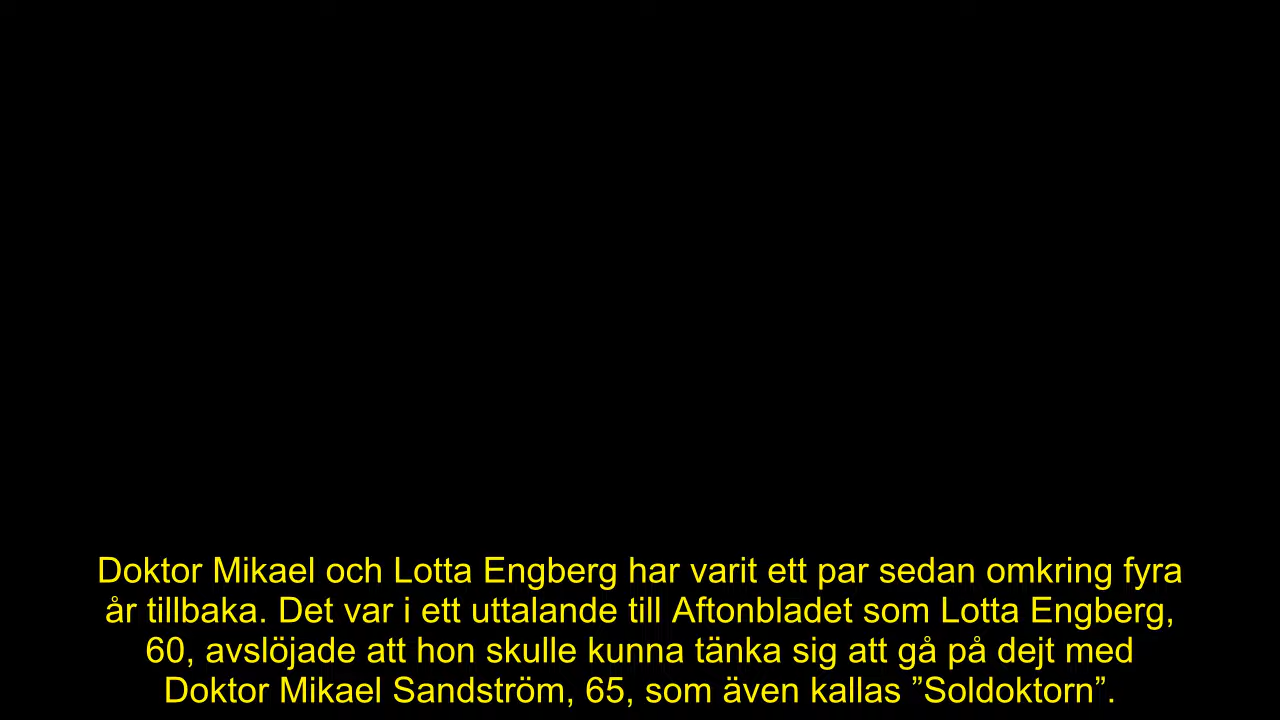 Doktor Mikael och Lotta Engberg har varit ett par sedan omkring fyra
år tillbaka. Det var i ett uttalande till Aftonbladet som Lotta Engberg,
60, avslöjade att hon skulle kunna tänka sig att gå på dejt med
Doktor Mikael Sandström, 65, som även kallas ”Soldoktorn”.